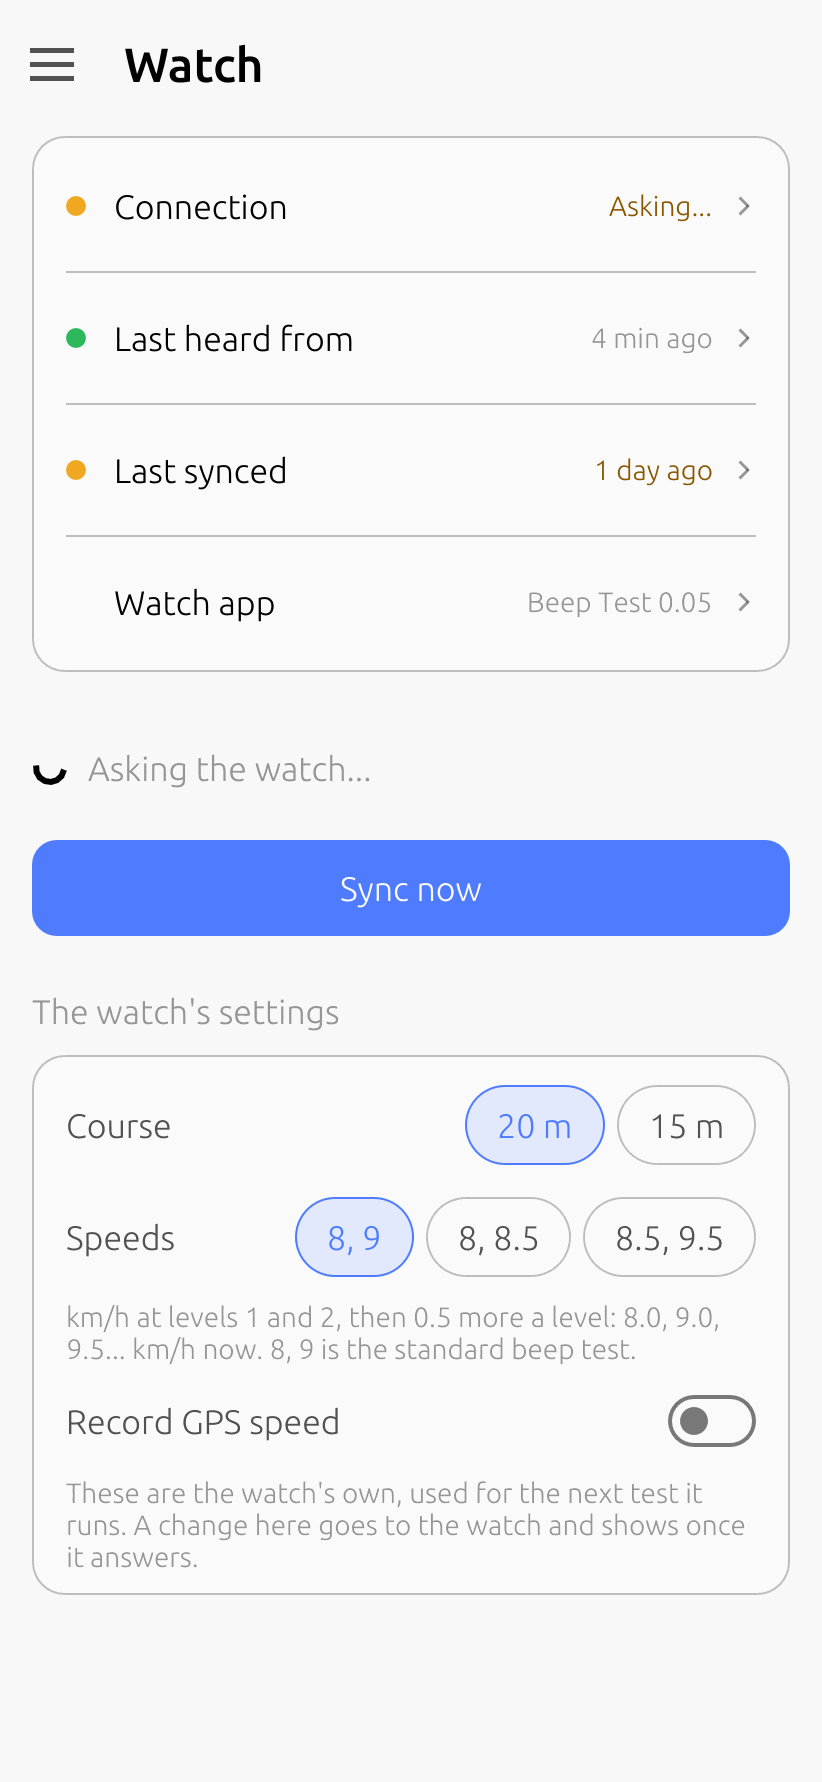 Watch
Connection Asking...
Last heard from 4 min ago
Last synced 1 day ago
Watch app Beep Test 0.05
Asking the watch...
Sync now
The watch's settings
Course 20 m 15 m
Speeds 8, 9 8, 8.5 8.5, 9.5
km/h at levels 1 and 2, then 0.5 more a level: 8.0, 9.0,
9.5... km/h now. 8, 9 is the standard beep test.
Record GPS speed
These are the watch's own, used for the next test it
runs. A change here goes to the watch and shows once
it answers.